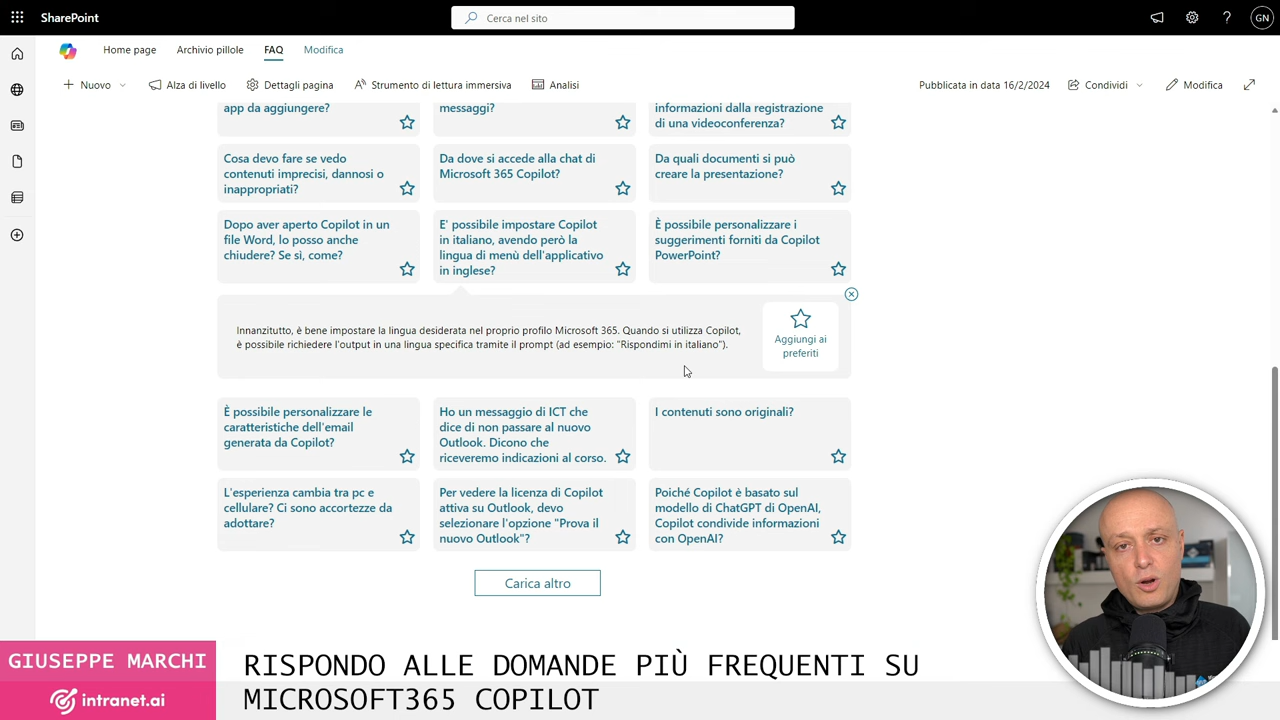 SharePoint
Cerca nel sito
GN
Home page
Archivio pillole
FAQ
Modifica
Nuovo
Alza di livello
Dettagli pagina
Strumento di lettura immersiva
Analisi
Pubblicata in data 16/2/2024
Condividi
Modifica
app da aggiungere?
messaggi?
informazioni dalla registrazione
di una videoconferenza?
Cosa devo fare se vedo
contenuti imprecisi, dannosi o
inappropriati?
Da dove si accede alla chat di
Microsoft 365 Copilot?
Da quali documenti si può
creare la presentazione?
Dopo aver aperto Copilot in un
file Word, lo posso anche
chiudere? Se sì, come?
E' possibile impostare Copilot
in italiano, avendo però la
lingua di menù dell'applicativo
in inglese?
È possibile personalizzare i
suggerimenti forniti da Copilot
PowerPoint?
Innanzitutto, è bene impostare la lingua desiderata nel proprio profilo Microsoft 365. Quando si utilizza Copilot,
è possibile richiedere l'output in una lingua specifica tramite il prompt (ad esempio: "Rispondimi in italiano").
Aggiungi ai
preferiti
È possibile personalizzare le
caratteristiche dell'email
generata da Copilot?
Ho un messaggio di ICT che
dice di non passare al nuovo
Outlook. Dicono che
riceveremo indicazioni al corso.
I contenuti sono originali?
L'esperienza cambia tra pc e
cellulare? Ci sono accortezze da
adottare?
Per vedere la licenza di Copilot
attiva su Outlook, devo
selezionare l'opzione "Prova il
nuovo Outlook"?
Poiché Copilot è basato sul
modello di ChatGPT di OpenAI,
Copilot condivide informazioni
con OpenAI?
Carica altro
GIUSEPPE MARCHI
intranet.ai
RISPONDO ALLE DOMANDE PIÙ FREQUENTI SU
MICROSOFT365 COPILOT